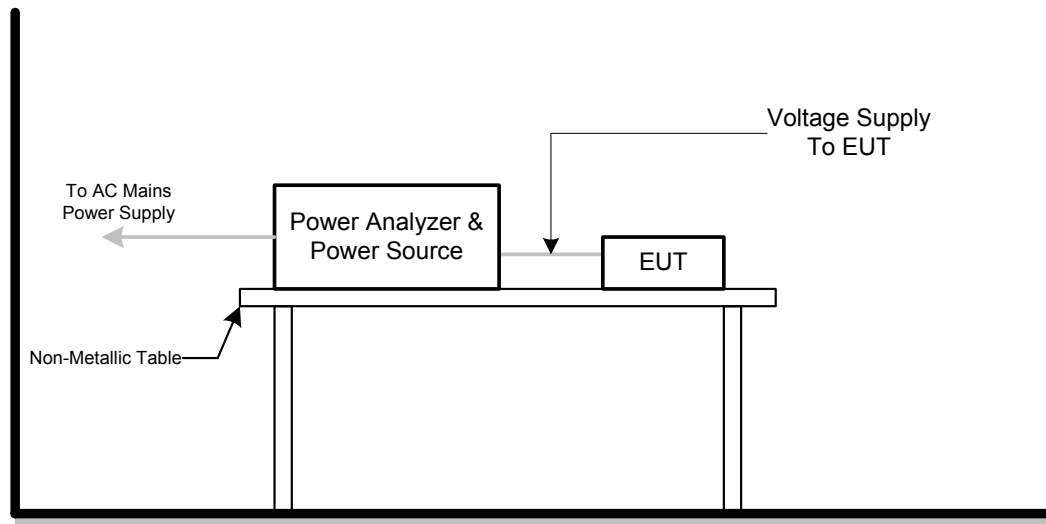 Voltage Supply
To EUT
To AC Mains
Power Supply
Power Analyzer &
Power Source
EUT
Non-Metallic Table